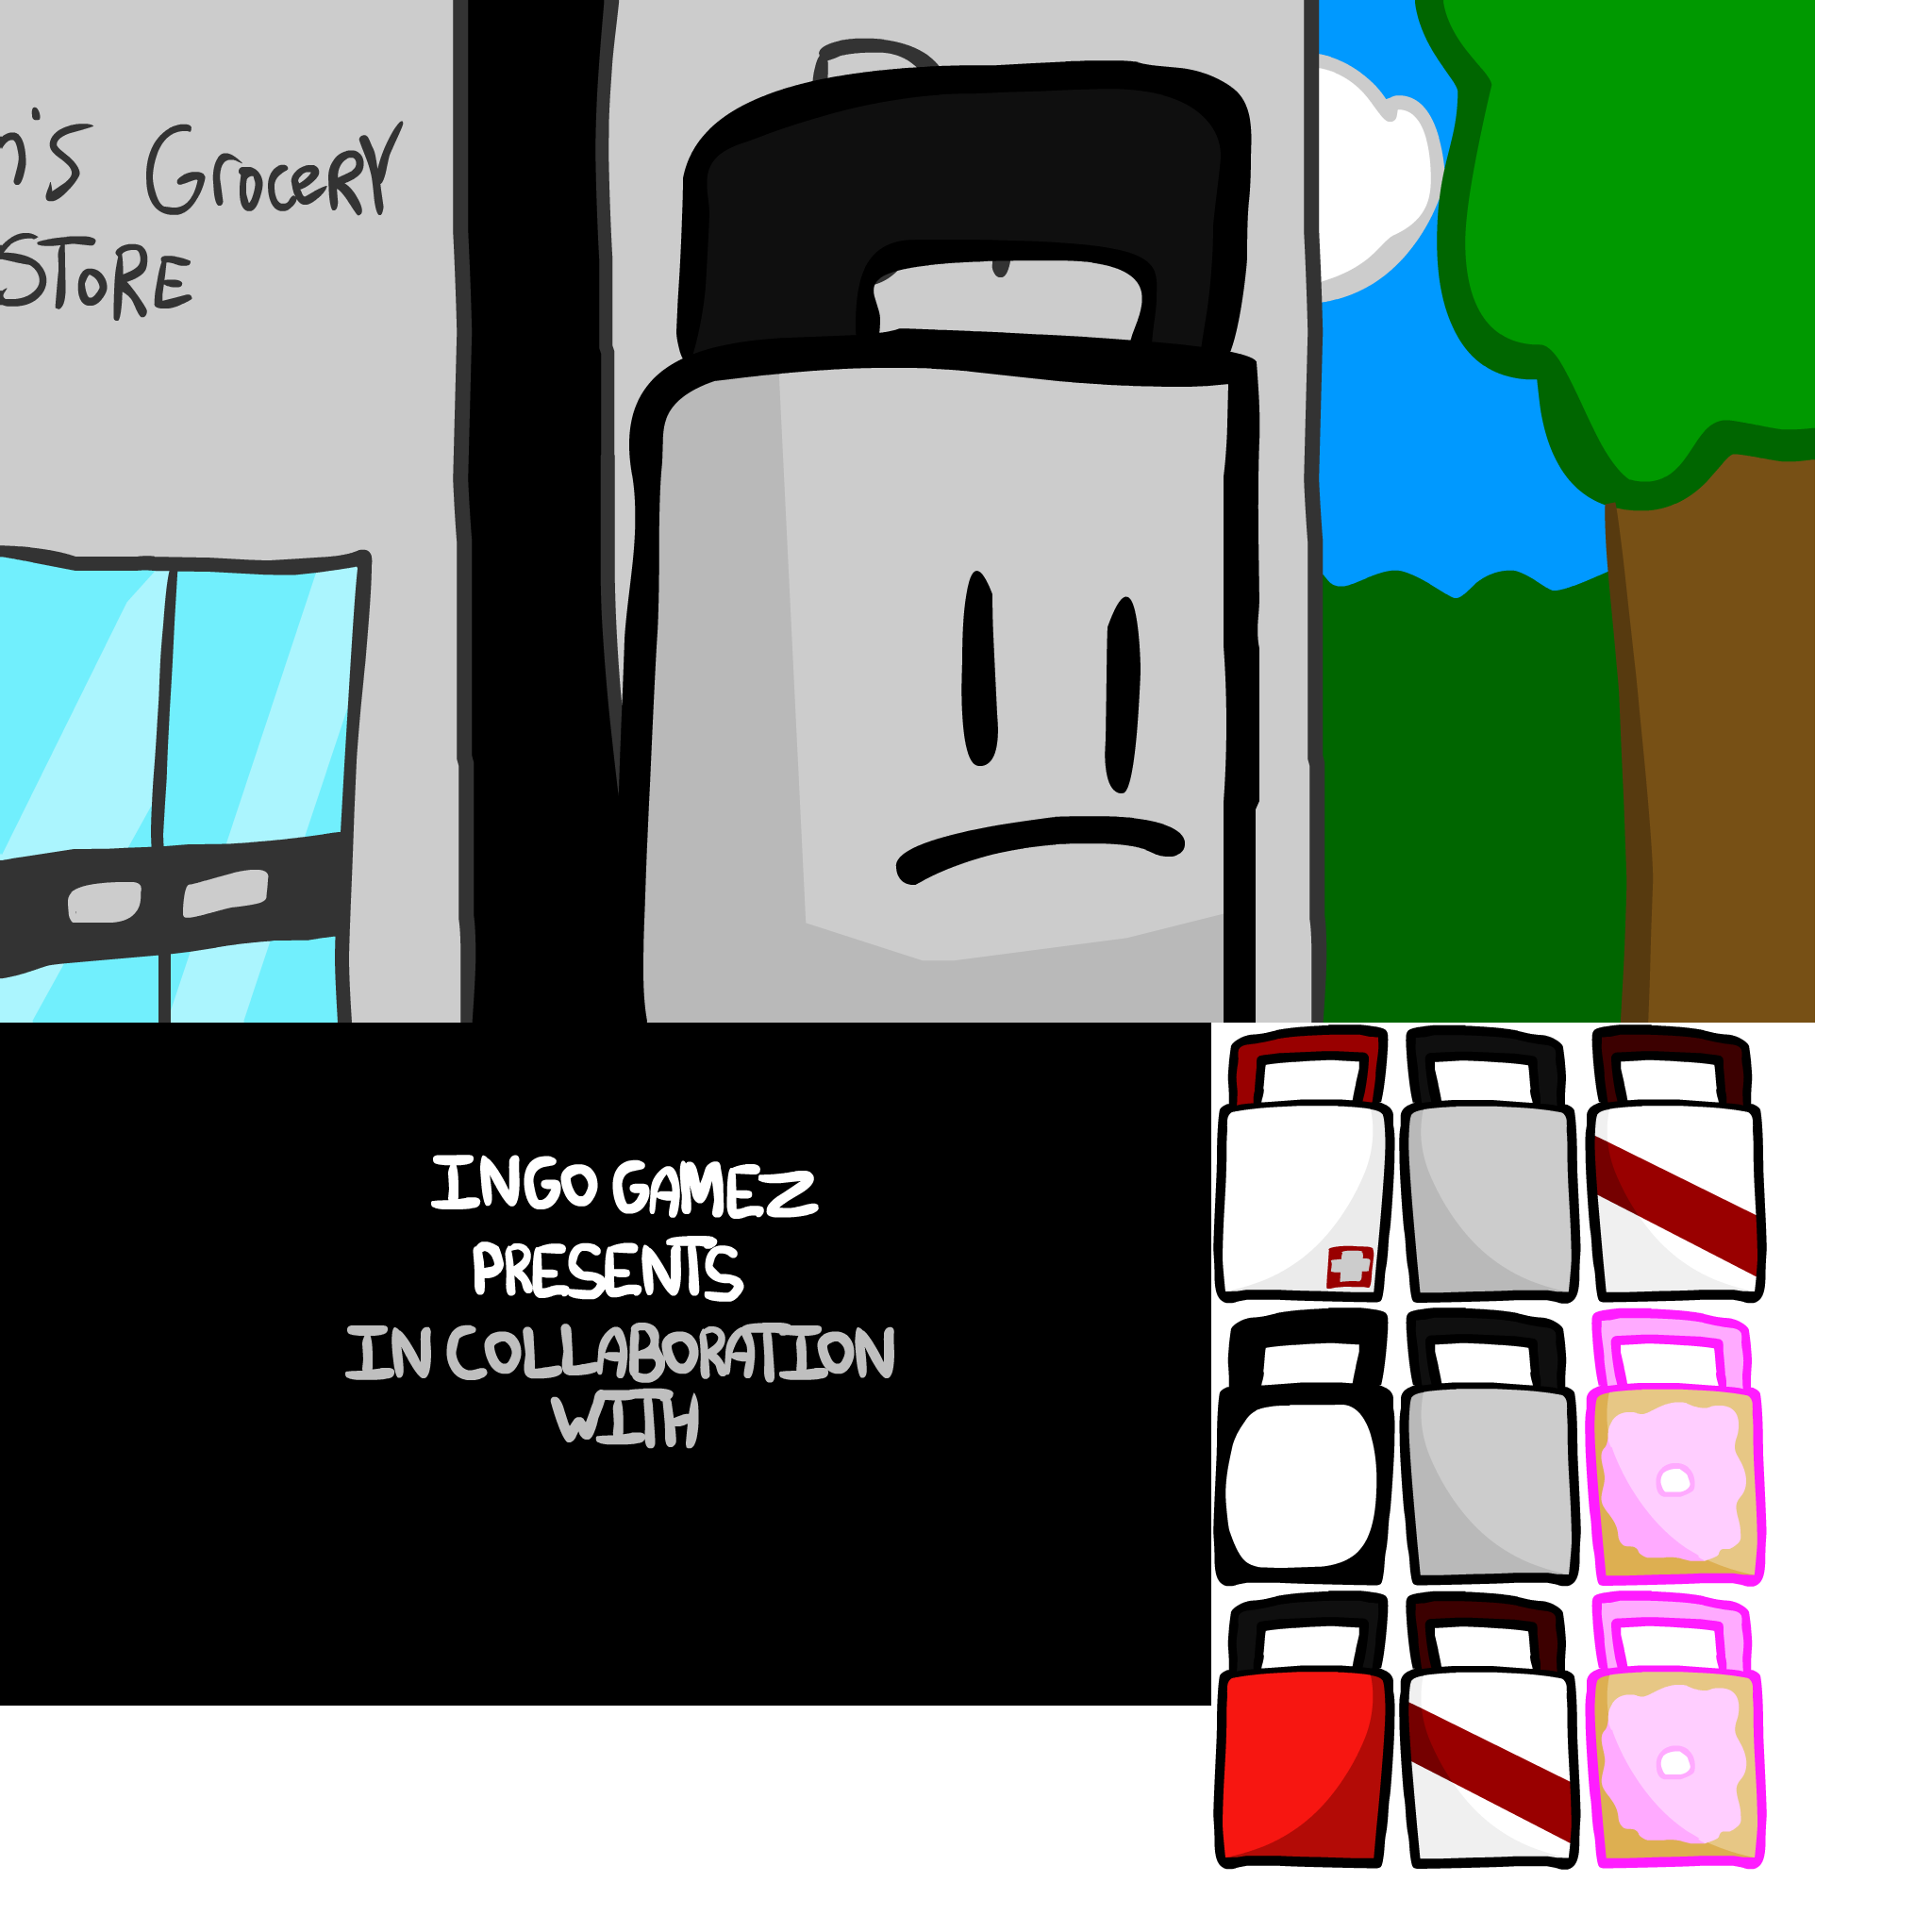 n's GroceRY
STORE
INGO GAMEZ
PRESENTS
IN COLLABORATION
WITH